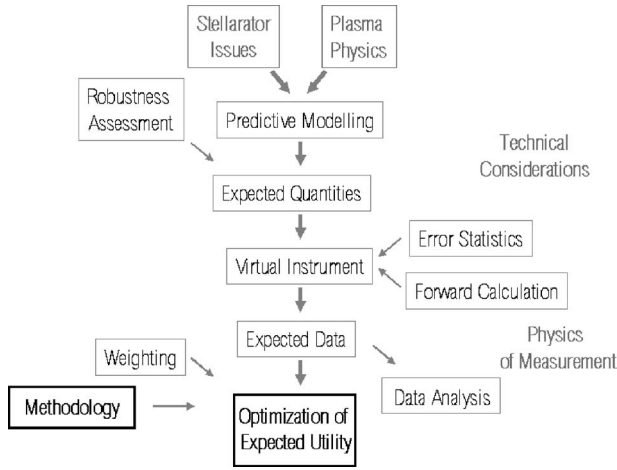 Stellarator
Issues
Plasma
Physics
Robustness
Assessment
Predictive Modelling
Technical
Considerations
Expected Quantities
Error Statistics
Virtual Instrument
Forward Calculation
Expected Data
Physics
of Measurement
Weighting
Data Analysis
Methodology
Optimization of
Expected Utility